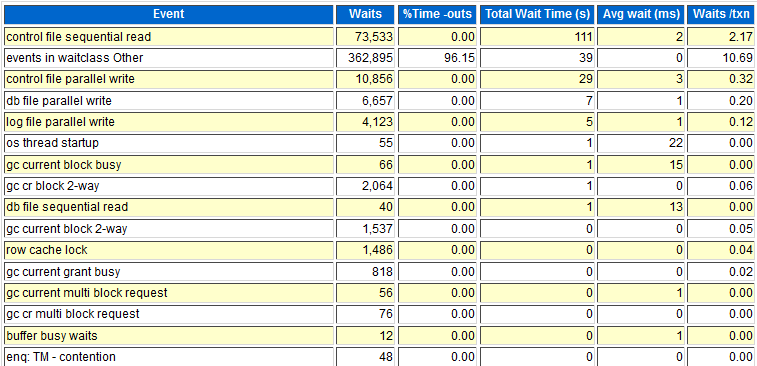 Event Waits %Time -outs Total Wait Time (s) Avg wait (ms) Waits /txn
control file sequential read 73,533 0.00 111 2 2.17
events in waitclass Other 362,895 96.15 39 0 10.69
control file parallel write 10,856 0.00 29 3 0.32
db file parallel write 6,657 0.00 7 1 0.20
log file parallel write 4,123 0.00 5 1 0.12
os thread startup 55 0.00 1 22 0.00
gc current block busy 66 0.00 1 15 0.00
gc cr block 2-way 2,064 0.00 1 0 0.06
db file sequential read 40 0.00 1 13 0.00
gc current block 2-way 1,537 0.00 0 0 0.05
row cache lock 1,486 0.00 0 0 0.04
gc current grant busy 818 0.00 0 0 0.02
gc current multi block request 56 0.00 0 1 0.00
gc cr multi block request 76 0.00 0 0 0.00
buffer busy waits 12 0.00 0 1 0.00
enq: TM - contention 48 0.00 0 0 0.00